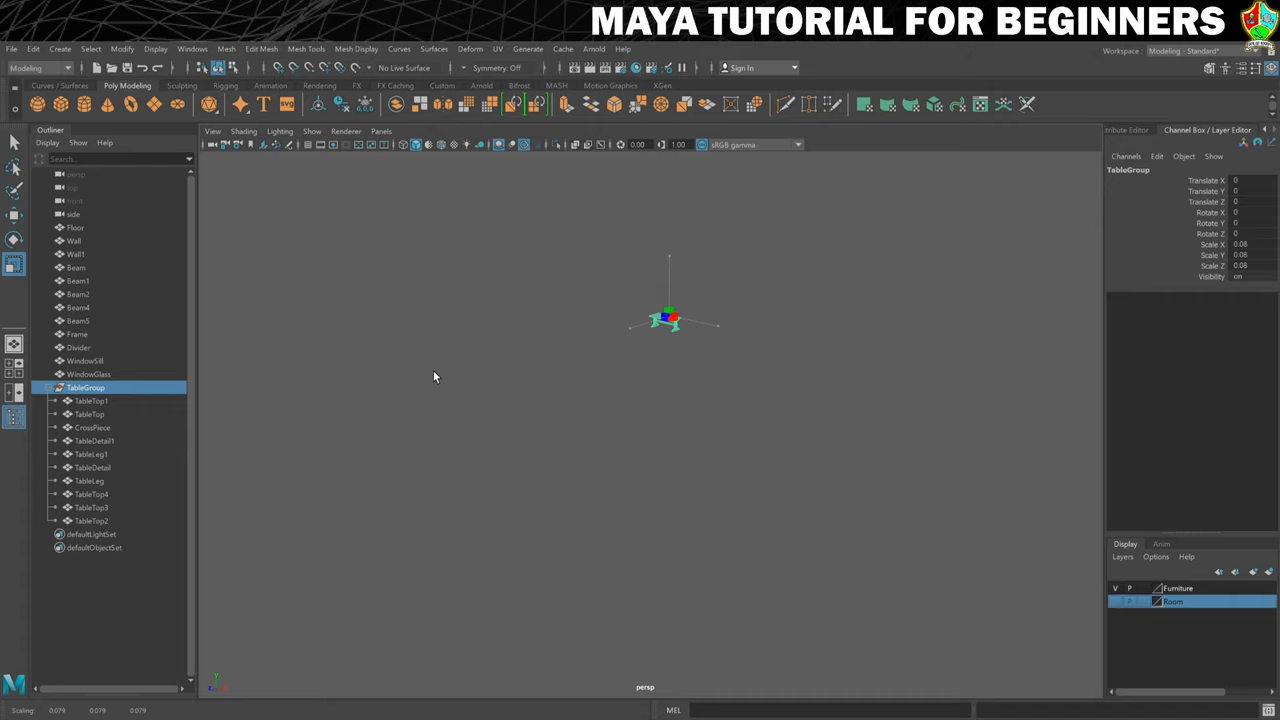 MAYA TUTORIAL FOR BEGINNERS
File Edit Create Select Modify Display Windows Mesh Edit Mesh Mesh Tools Mesh Display Curves Surfaces Deform UV Generate Cache Arnold Help
Workspace : Modeling - Standard*
Modeling No Live Surface Symmetry: Off Sign In
Curves / Surfaces Poly Modeling Sculpting Rigging Animation Rendering FX FX Caching Custom Arnold Bifrost MASH Motion Graphics XGen
SVG
Outliner
Display Show Help
Search...
persp
top
front
side
Floor
Wall
Wall1
Beam
Beam1
Beam2
Beam4
Beam5
Frame
Divider
WindowSill
WindowGlass
TableGroup
TableTop1
TableTop
CrossPiece
TableDetail1
TableLeg1
TableDetail
TableLeg
TableTop4
TableTop3
TableTop2
defaultLightSet
defaultObjectSet
View Shading Lighting Show Renderer Panels
0.00 1.00 sRGB gamma
persp
tribute Editor Channel Box / Layer Editor
Channels Edit Object Show
TableGroup
Translate X 0
Translate Y 0
Translate Z 0
Rotate X 0
Rotate Y 0
Rotate Z 0
Scale X 0.08
Scale Y 0.08
Scale Z 0.08
Visibility on
Display Anim
Layers Options Help
V P Furniture
P Room
Scaling: 0.079 0.079 0.079
MEL